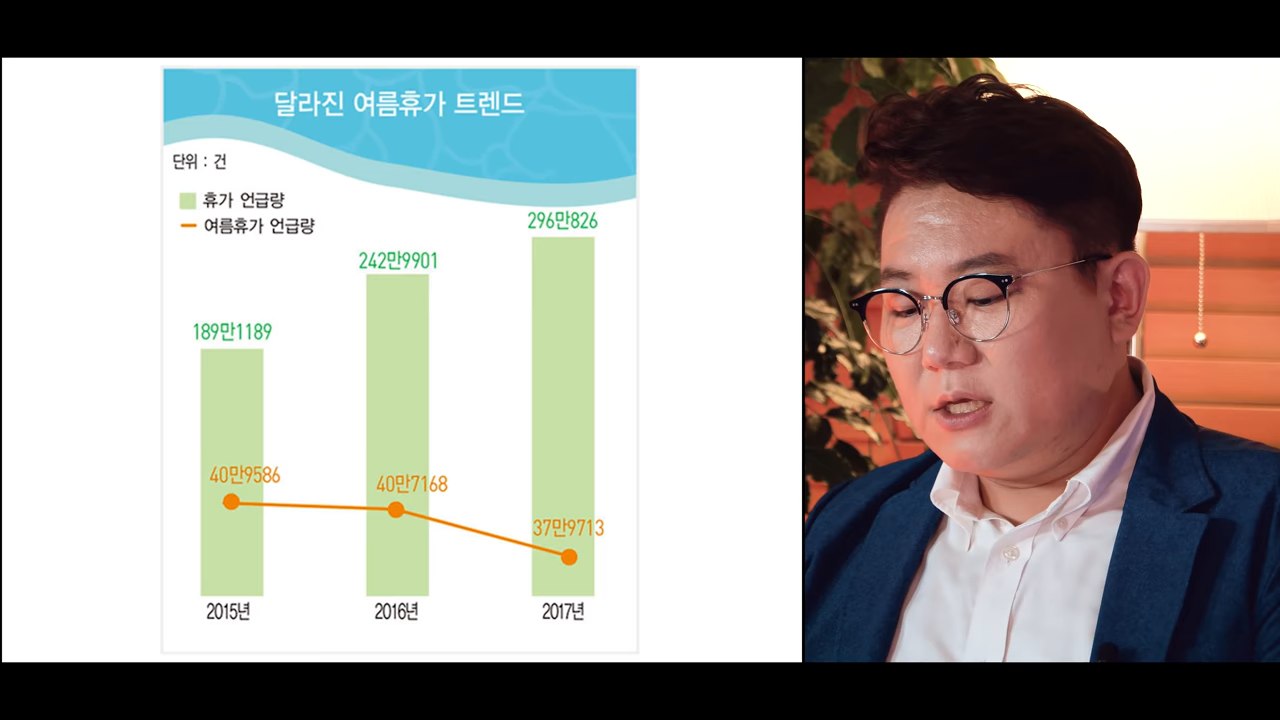 달라진 여름휴가 트렌드
단위 : 건
휴가 언급량
여름휴가 언급량
189만1189
242만9901
296만826
40만9586
40만7168
37만9713
2015년
2016년
2017년